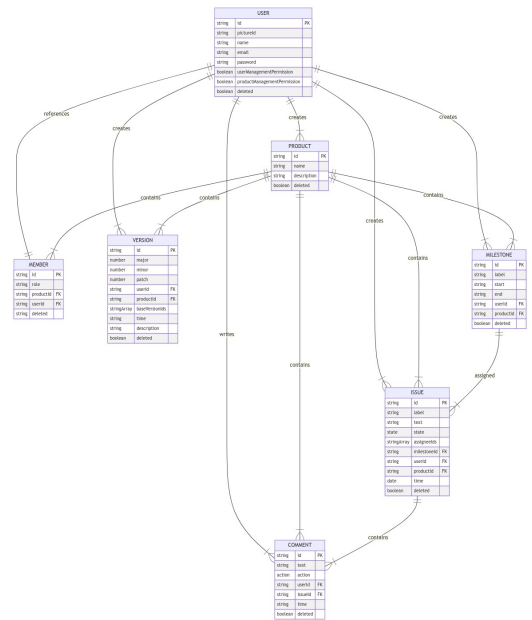 USER
string id PK
string pictureId
string name
string email
string password
boolean userManagementPermission
boolean productManagementPermission
boolean deleted
references
creates
creates
creates
PRODUCT
string id PK
string name
string description
boolean deleted
contains
contains
contains
creates
contains
MEMBER
string id PK
string role
string productId FK
string userId FK
string deleted
VERSION
string id PK
number major
number minor
number patch
string userId FK
string productId FK
stringArray baseVersionIds
string time
string description
boolean deleted
MILESTONE
string id PK
string label
string start
string end
string userId FK
string productId FK
boolean deleted
writes
contains
assigned
ISSUE
string id PK
string label
string text
state state
stringArray assigneeIds
string milestoneId FK
string userId FK
string productId FK
date time
boolean deleted
contains
COMMENT
string id PK
string text
action action
string userId FK
string issueId FK
string time
boolean deleted